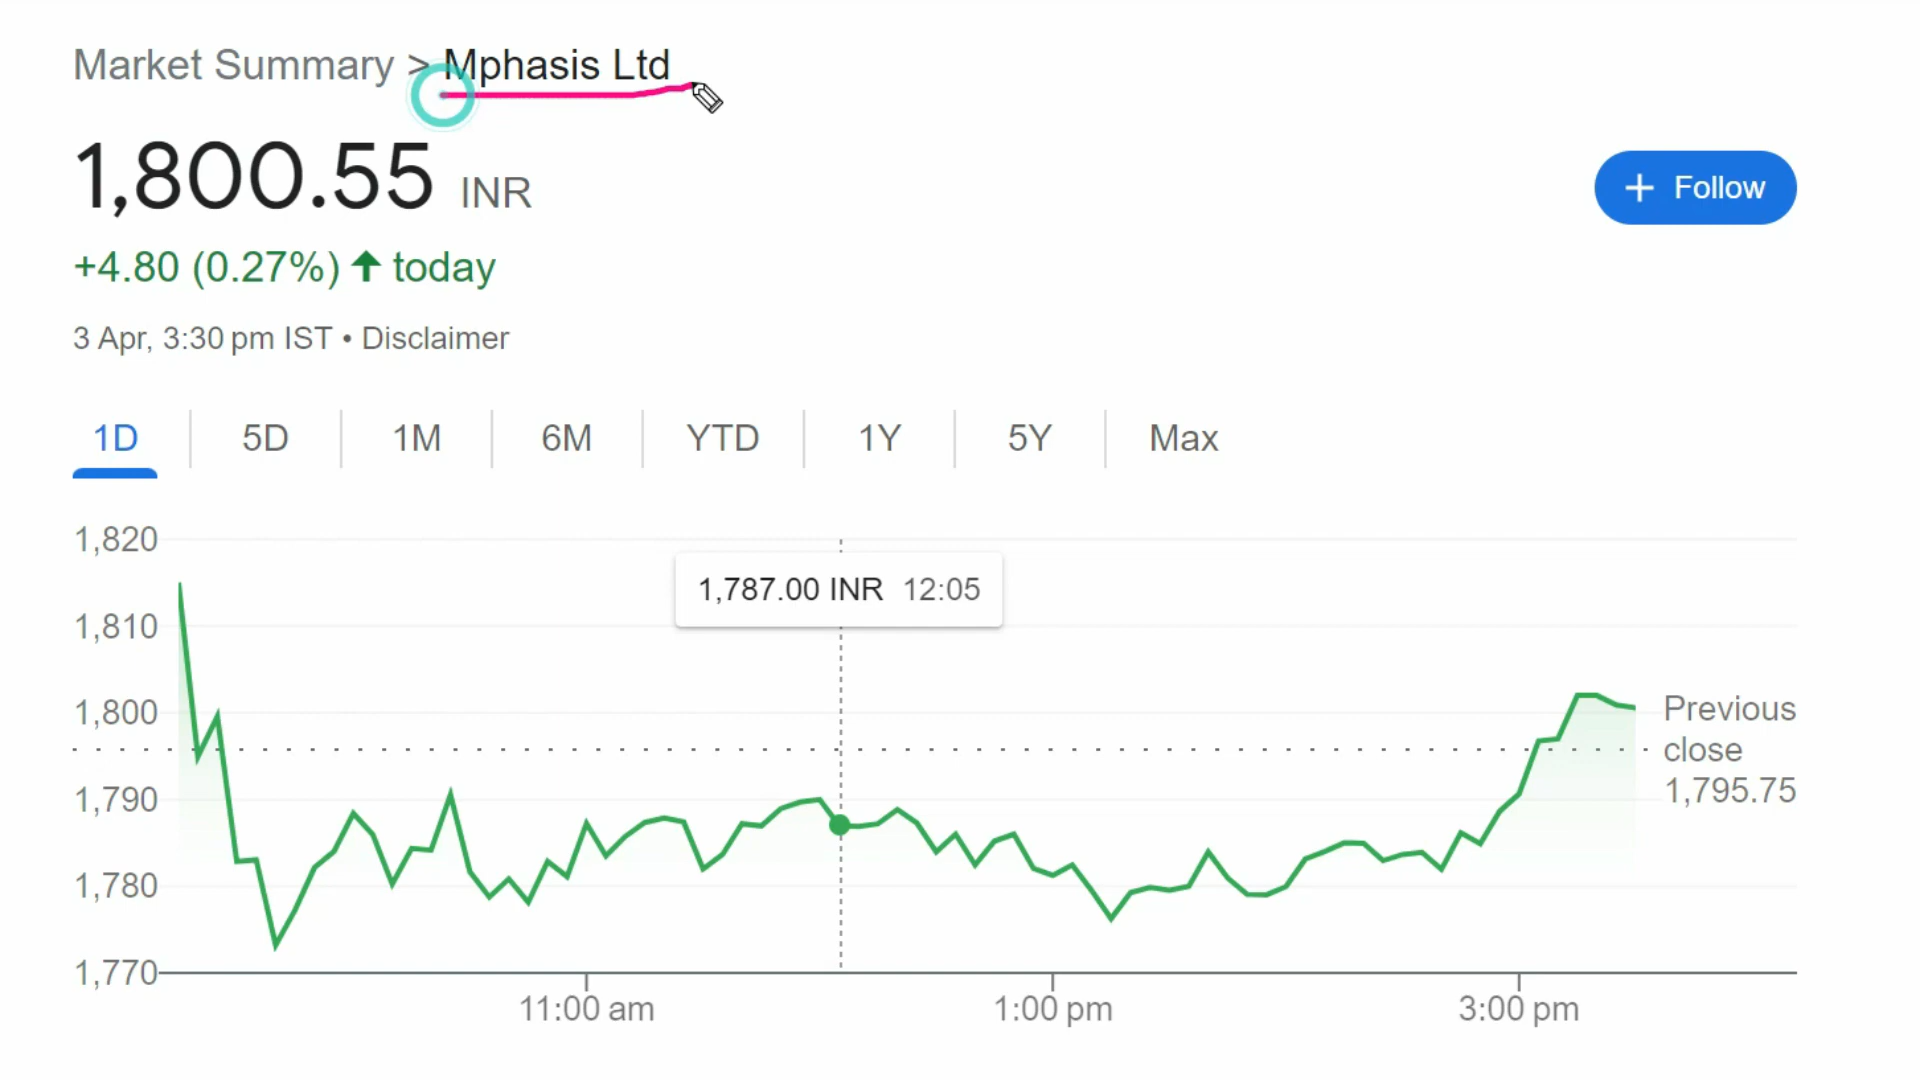 Market Summary > Mphasis Ltd
1,800.55 INR
+ Follow
+4.80 (0.27%) ↑ today
3 Apr, 3:30 pm IST • Disclaimer
1D 5D 1M 6M YTD 1Y 5Y Max
1,820
1,787.00 INR 12:05
1,810
1,800
1,790
1,780
1,770
Previous
close
1,795.75
11:00 am 1:00 pm 3:00 pm